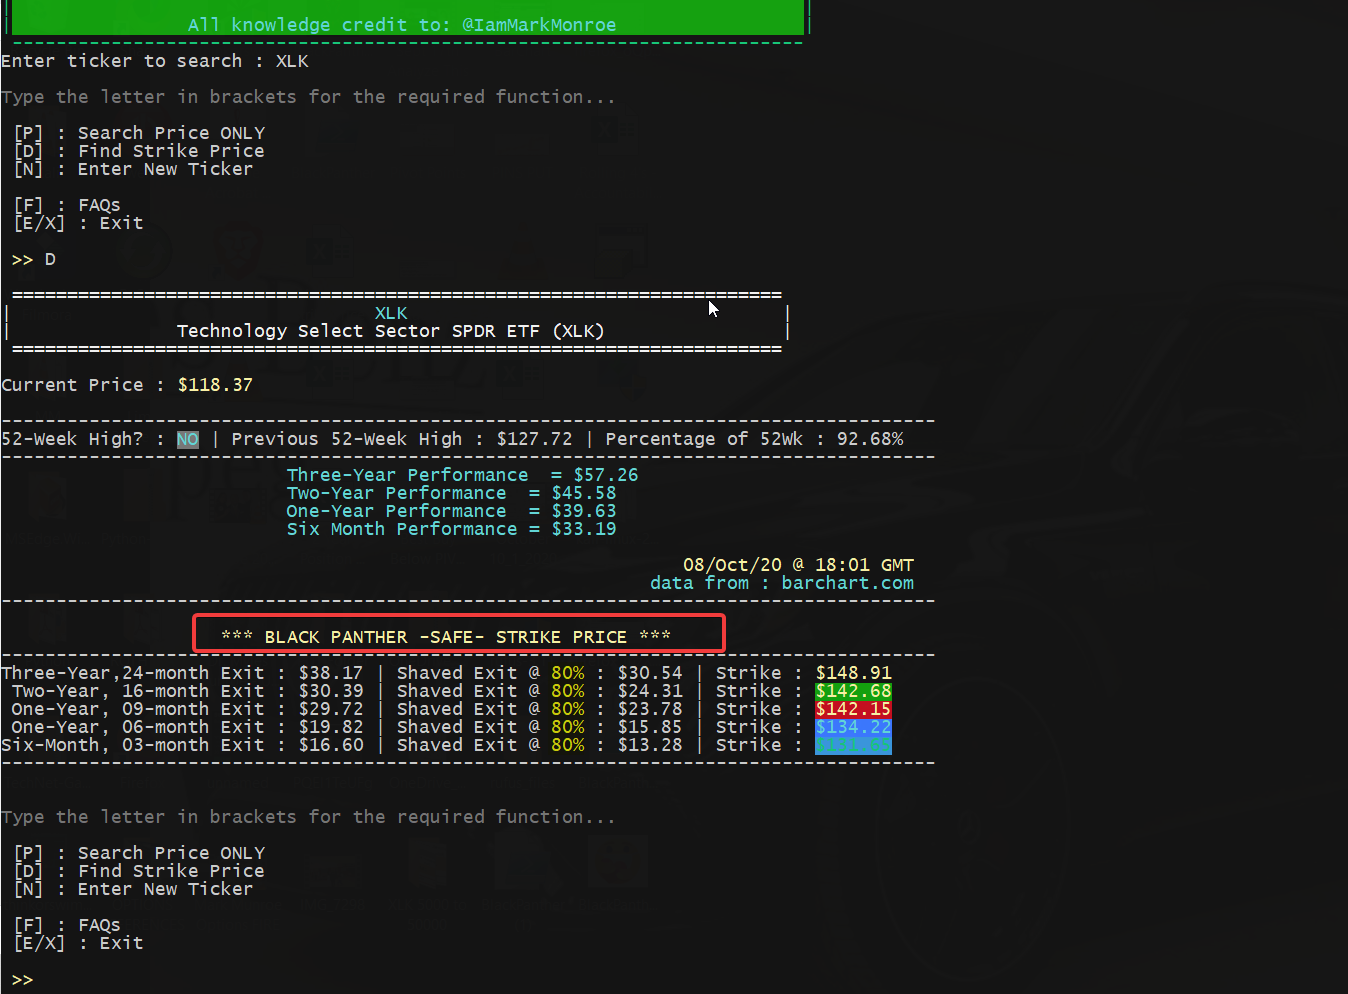 All knowledge credit to: @IamMarkMonroe
Enter ticker to search : XLK
Type the letter in brackets for the required function...
[P] : Search Price ONLY
[D] : Find Strike Price
[N] : Enter New Ticker
[F] : FAQs
[E/X] : Exit
>> D
XLK
Technology Select Sector SPDR ETF (XLK)
Current Price : $118.37
52-Week High? : NO | Previous 52-Week High : $127.72 | Percentage of 52Wk : 92.68%
Three-Year Performance = $57.26
Two-Year Performance = $45.58
One-Year Performance = $39.63
Six Month Performance = $33.19
08/Oct/20 @ 18:01 GMT
data from : barchart.com
*** BLACK PANTHER -SAFE- STRIKE PRICE ***
Three-Year,24-month Exit : $38.17 | Shaved Exit @ 80% : $30.54 | Strike : $148.91
Two-Year, 16-month Exit : $30.39 | Shaved Exit @ 80% : $24.31 | Strike : $142.68
One-Year, 09-month Exit : $29.72 | Shaved Exit @ 80% : $23.78 | Strike : $142.15
One-Year, 06-month Exit : $19.82 | Shaved Exit @ 80% : $15.85 | Strike : $134.22
Six-Month, 03-month Exit : $16.60 | Shaved Exit @ 80% : $13.28 | Strike : $131.65
Type the letter in brackets for the required function...
[P] : Search Price ONLY
[D] : Find Strike Price
[N] : Enter New Ticker
[F] : FAQs
[E/X] : Exit
>>